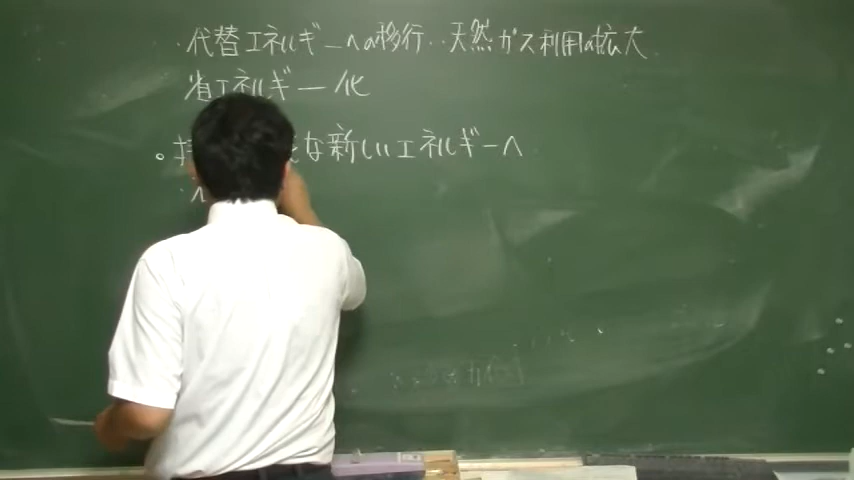 ・代替エネルギーへの移行‥天然ガス利用の拡大
省エネルギー化
。持 な新しいエネルギーへ